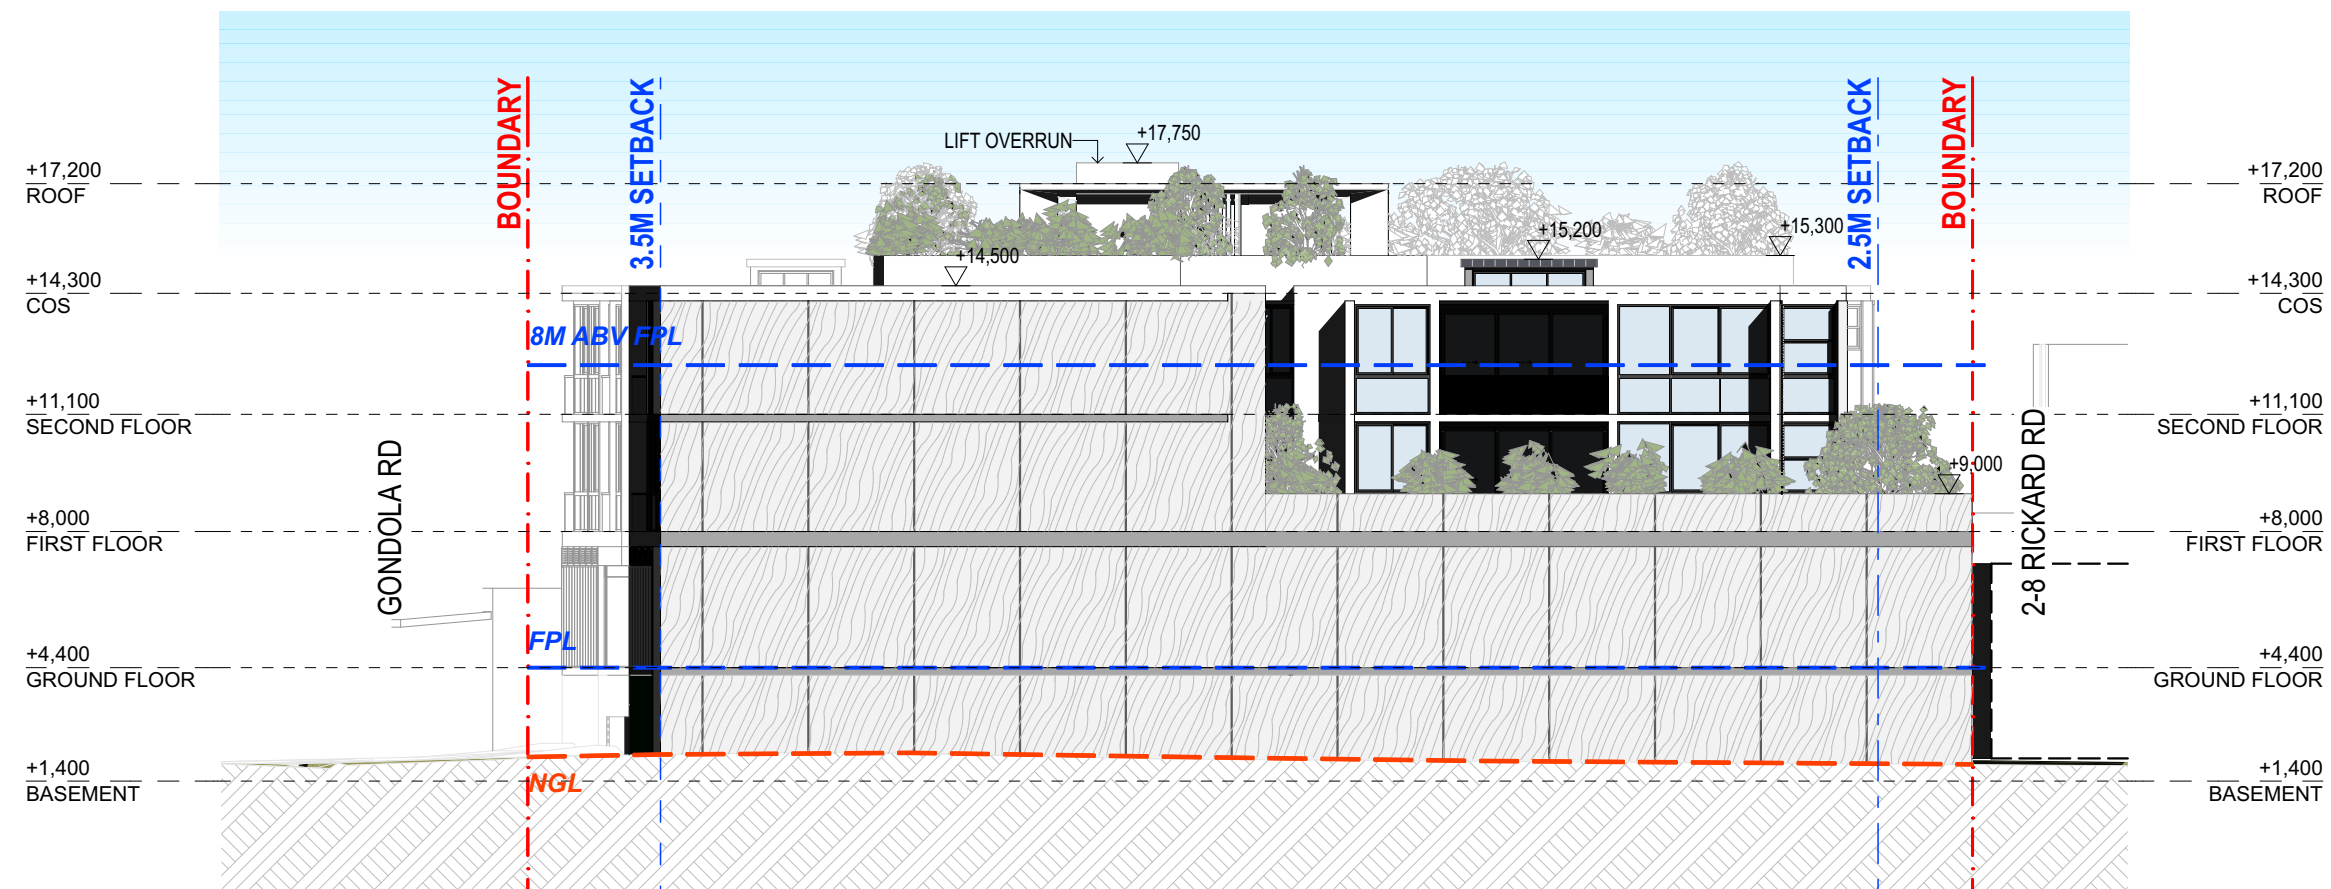 BOUNDARY
3.5M SETBACK
2.5M SETBACK
BOUNDARY
LIFT OVERRUN
+17,750
+17,200
ROOF
+17,200
ROOF
+14,500
+15,200
+15,300
+14,300
COS
+14,300
COS
8M ABV FPL
+11,100
SECOND FLOOR
+11,100
SECOND FLOOR
GONDOLA RD
2-8 RICKARD RD
+9,000
+8,000
FIRST FLOOR
+8,000
FIRST FLOOR
FPL
+4,400
GROUND FLOOR
+4,400
GROUND FLOOR
+1,400
BASEMENT
NGL
+1,400
BASEMENT